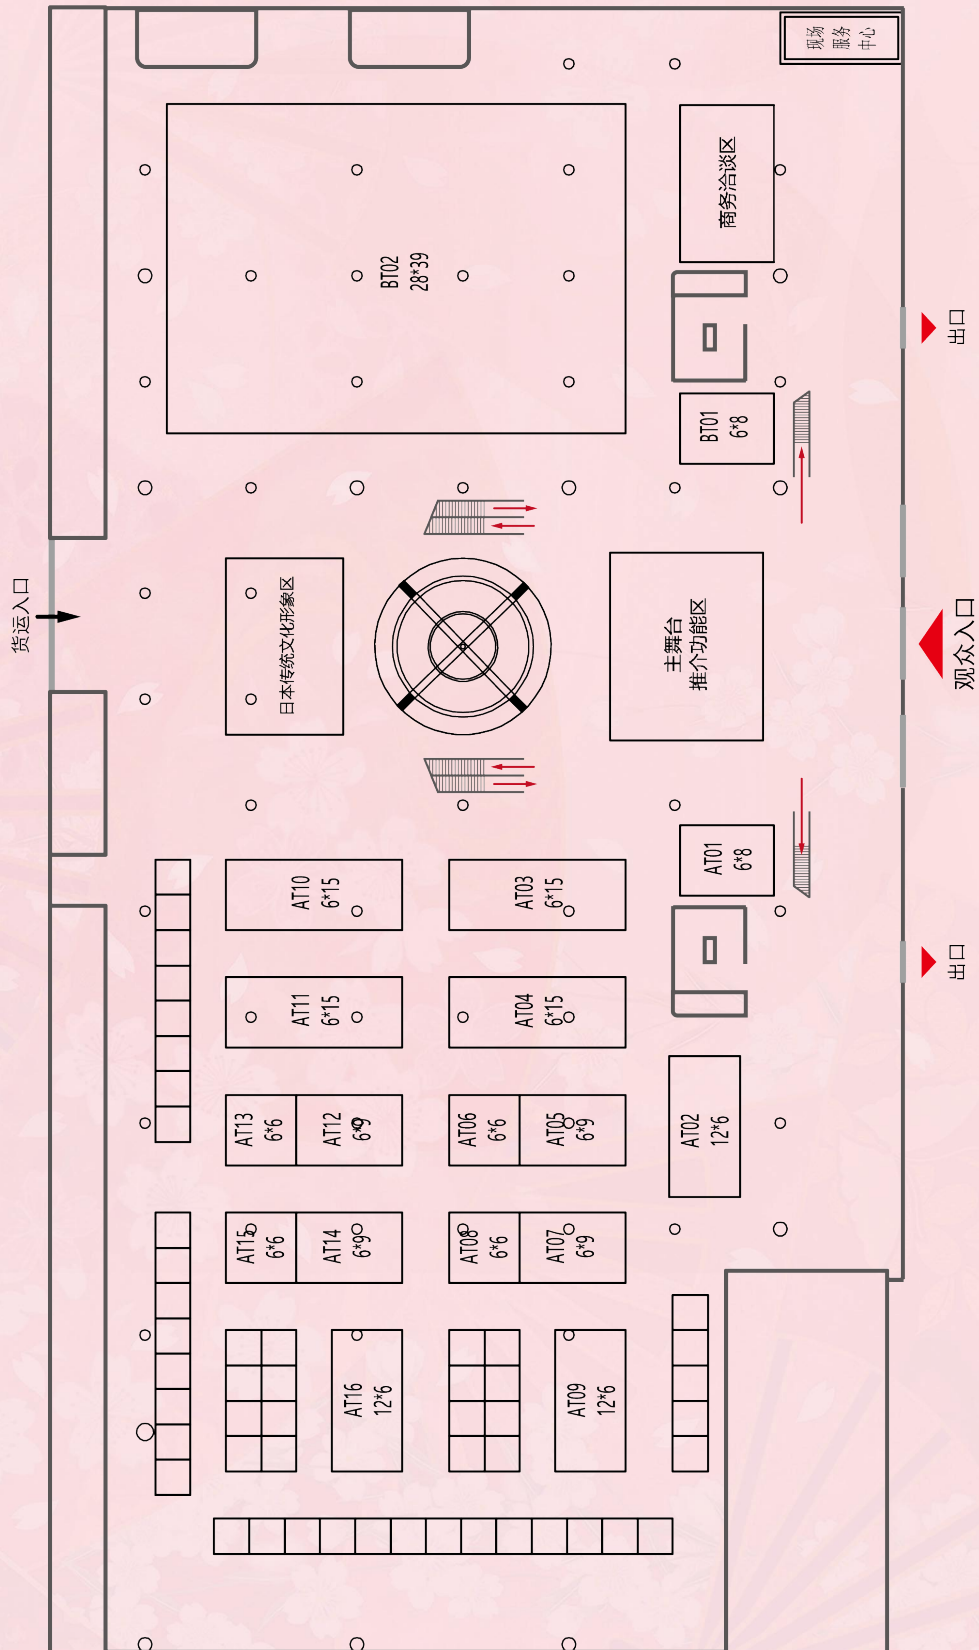 现场
服务
中心
商务洽谈区
BT02
28*39
出口
BT01
6*8
货运入口
日本传统文化形象区
主舞台
推介功能区
观众入口
AT10
6*15
AT03
6*15
AT01
6*8
出口
AT11
6*15
AT04
6*15
AT13
6*6
AT12
6*9
AT06
6*6
AT05
6*9
AT02
12*6
AT15
6*6
AT14
6*9
AT08
6*6
AT07
6*9
AT16
12*6
AT09
12*6